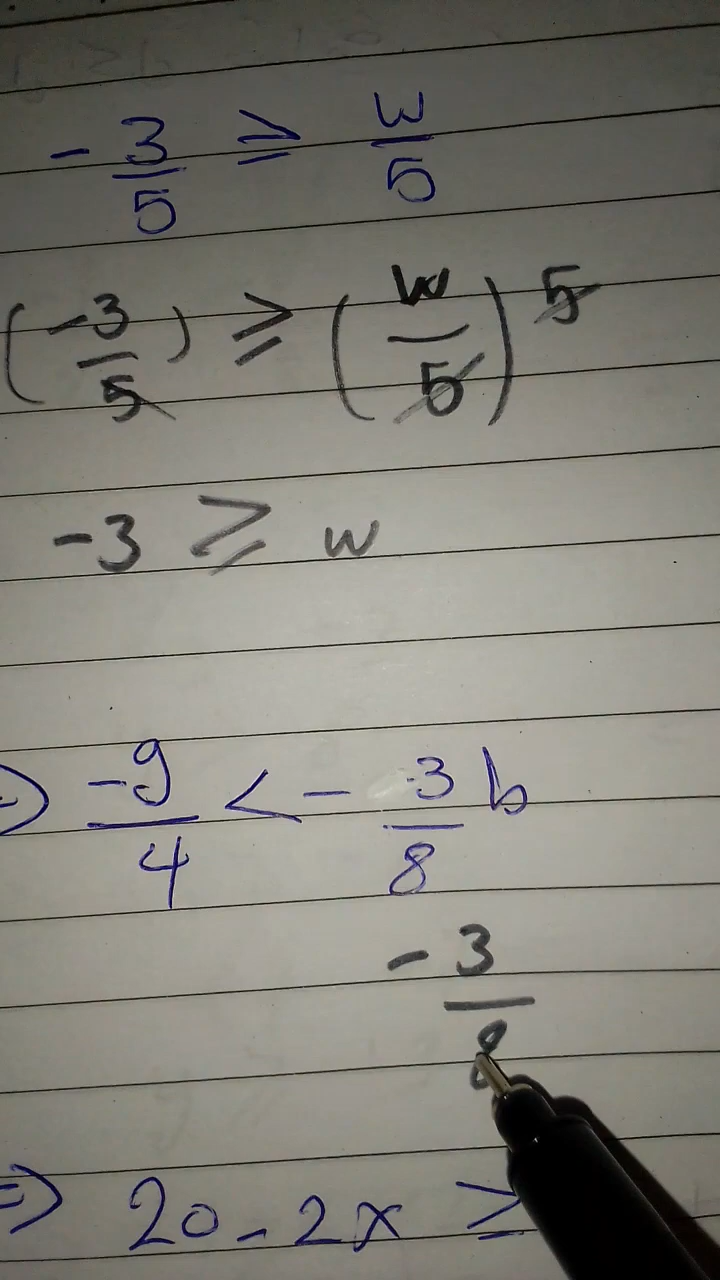 -3/5 ≥ w/5
(-3/5) ≥ (w/5) 5
-3 ≥ w
) -9/4 < - 3/8 b
- 3/8
⇒) 20 - 2x ≥